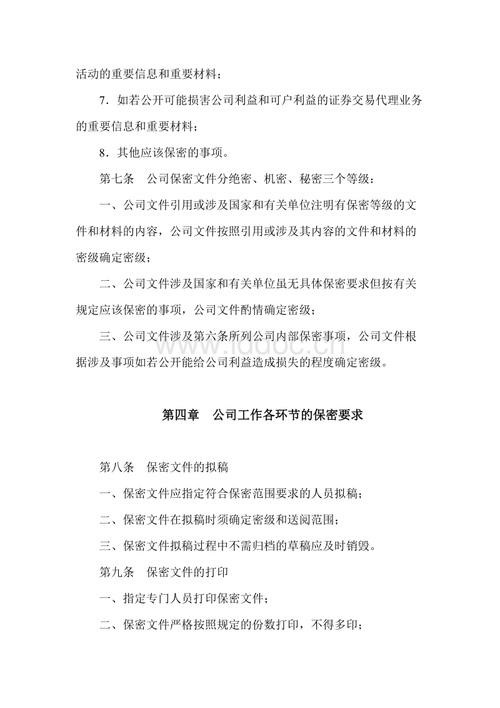 活动的重要信息和重要材料；
7．如若公开可能损害公司利益和可户利益的证券交易代理业务
的重要信息和重要材料；
8．其他应该保密的事项。
第七条　公司保密文件分绝密、机密、秘密三个等级：
一、公司文件引用或涉及国家和有关单位注明有保密等级的文
件和材料的内容，公司文件按照引用或涉及其内容的文件和材料的
密级确定密级；
二、公司文件涉及国家和有关单位虽无具体保密要求但按有关
规定应该保密的事项，公司文件酌情确定密级；
三、公司文件涉及第六条所列公司内部保密事项，公司文件根
据涉及事项如若公开能给公司利益造成损失的程度确定密级。
第四章　公司工作各环节的保密要求
第八条　保密文件的拟稿
一、保密文件应指定符合保密范围要求的人员拟稿；
二、保密文件在拟稿时须确定密级和送阅范围；
三、保密文件拟稿过程中不需归档的草稿应及时销毁。
第九条　保密文件的打印
一、指定专门人员打印保密文件；
二、保密文件严格按照规定的份数打印，不得多印；